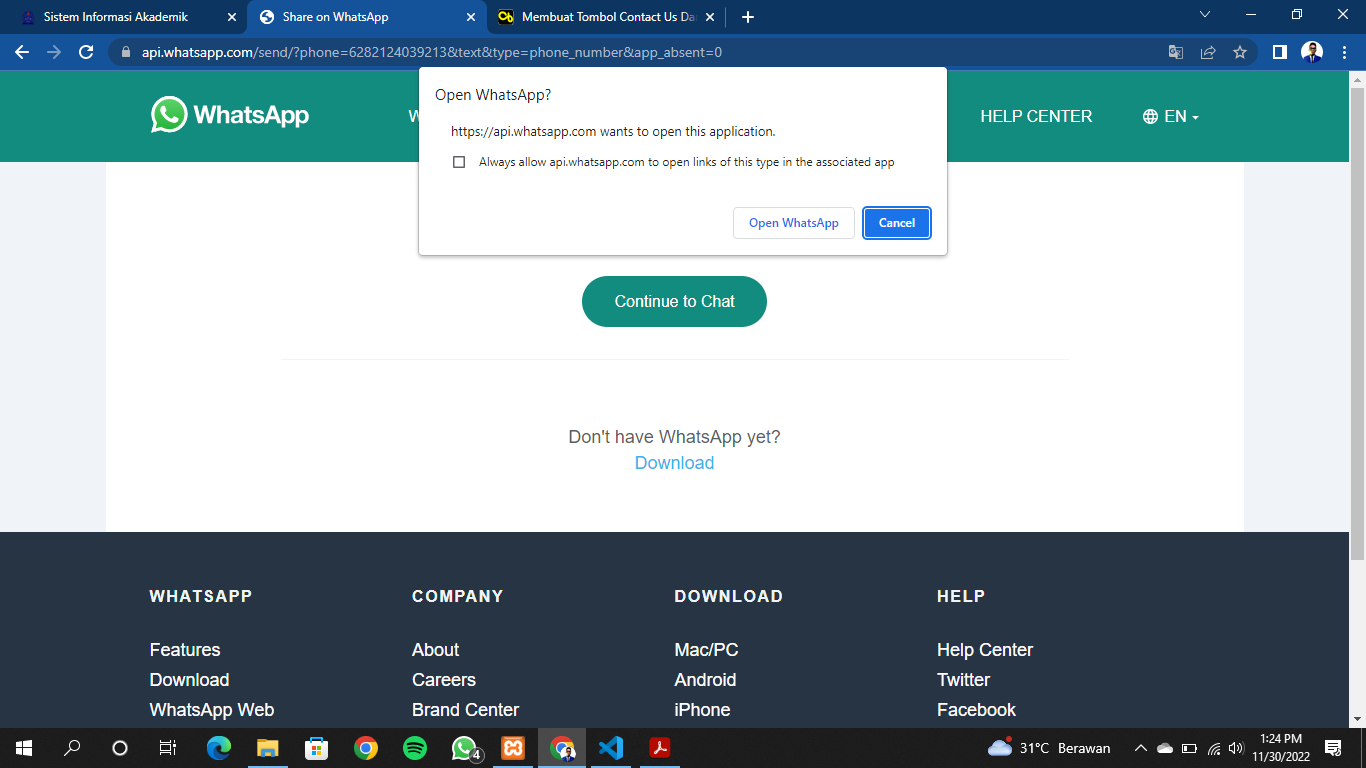 Sistem Informasi Akademik
Share on WhatsApp
Membuat Tombol Contact Us Da
api.whatsapp.com/send/?phone=6282124039213&text&type=phone_number&app_absent=0
Open WhatsApp?
https://api.whatsapp.com wants to open this application.
Always allow api.whatsapp.com to open links of this type in the associated app
Open WhatsApp
Cancel
WhatsApp
W
HELP CENTER
EN
Continue to Chat
Don't have WhatsApp yet?
Download
WHATSAPP
COMPANY
DOWNLOAD
HELP
Features
About
Mac/PC
Help Center
Download
Careers
Android
Twitter
WhatsApp Web
Brand Center
iPhone
Facebook
4
31°C Berawan
1:24 PM
11/30/2022